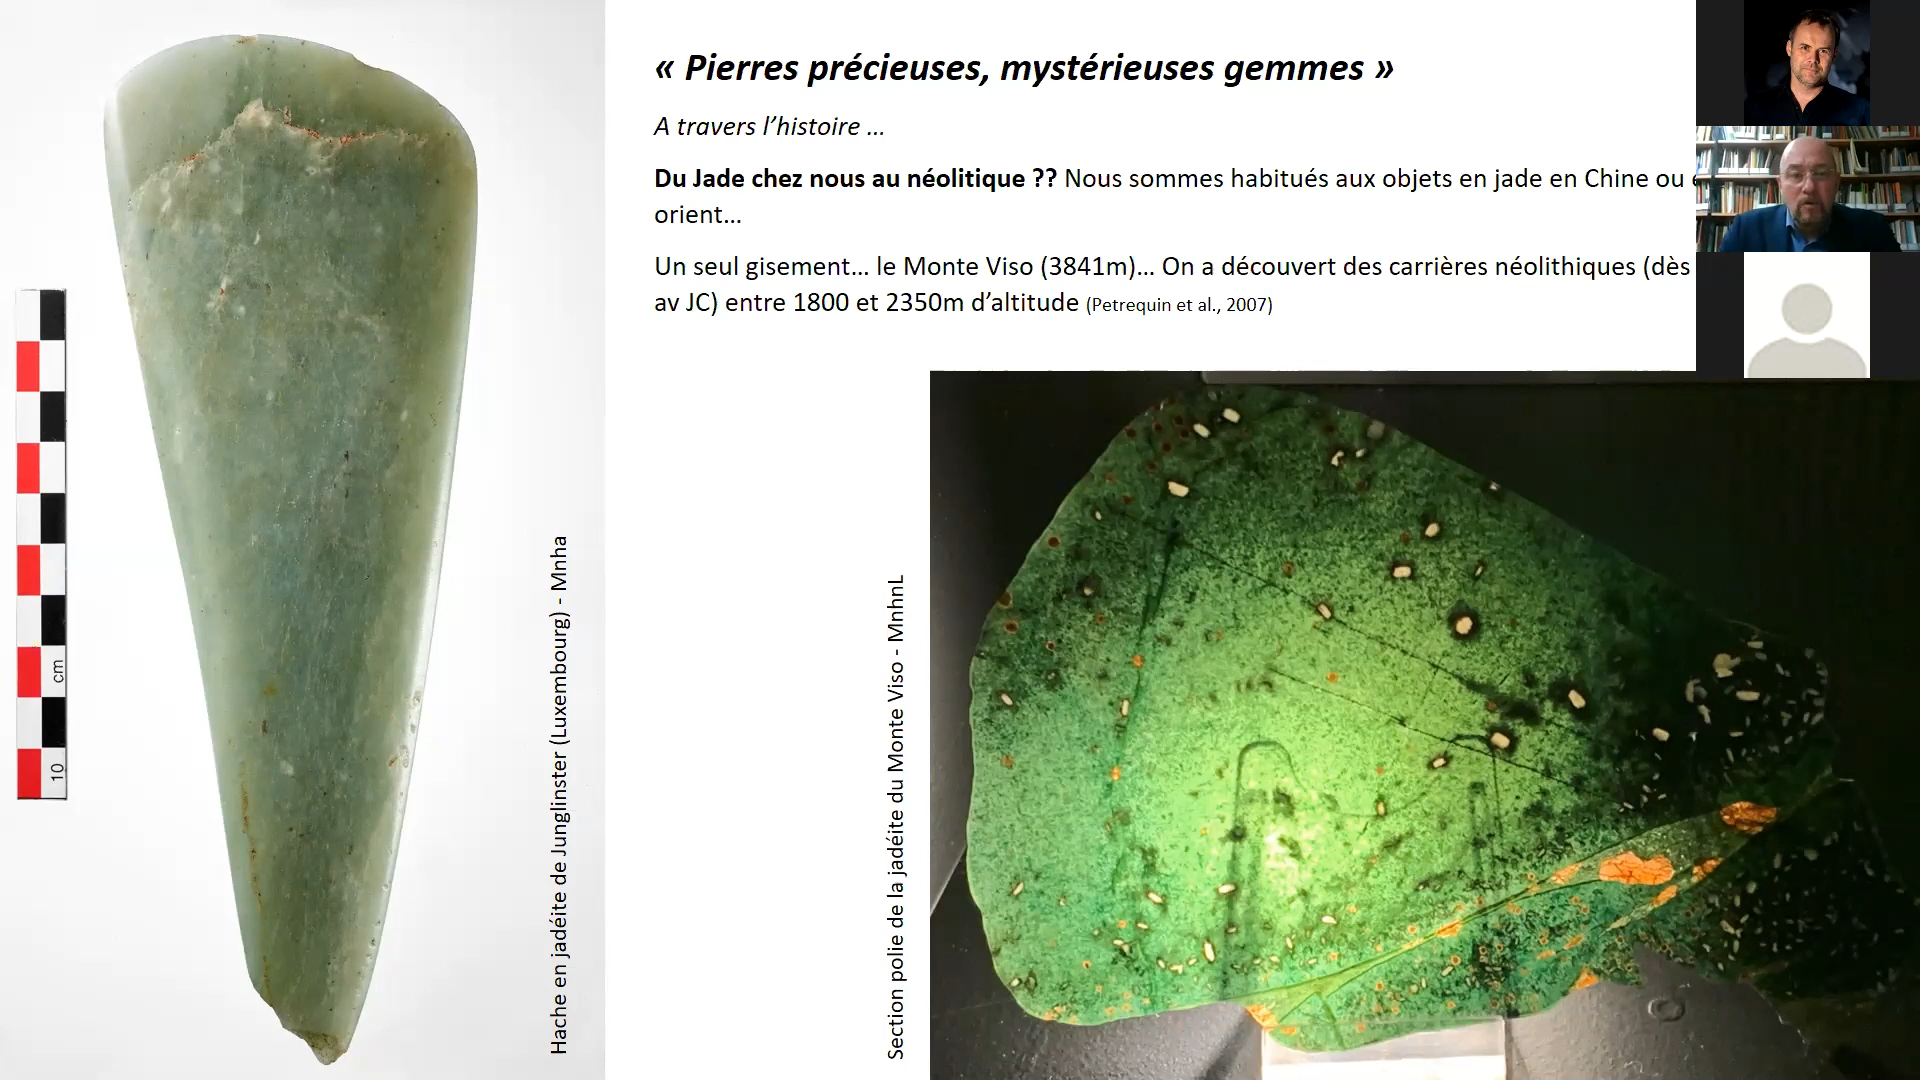 « Pierres précieuses, mystérieuses gemmes »
A travers l’histoire …
Du Jade chez nous au néolitique ?? Nous sommes habitués aux objets en jade en Chine ou
orient…
Un seul gisement… le Monte Viso (3841m)… On a découvert des carrières néolithiques (dès
av JC) entre 1800 et 2350m d’altitude (Petrequin et al., 2007)
cm
10
Hache en jadéite de Junglinster (Luxembourg) - Mnha
Section polie de la jadéite du Monte Viso - MnhnL